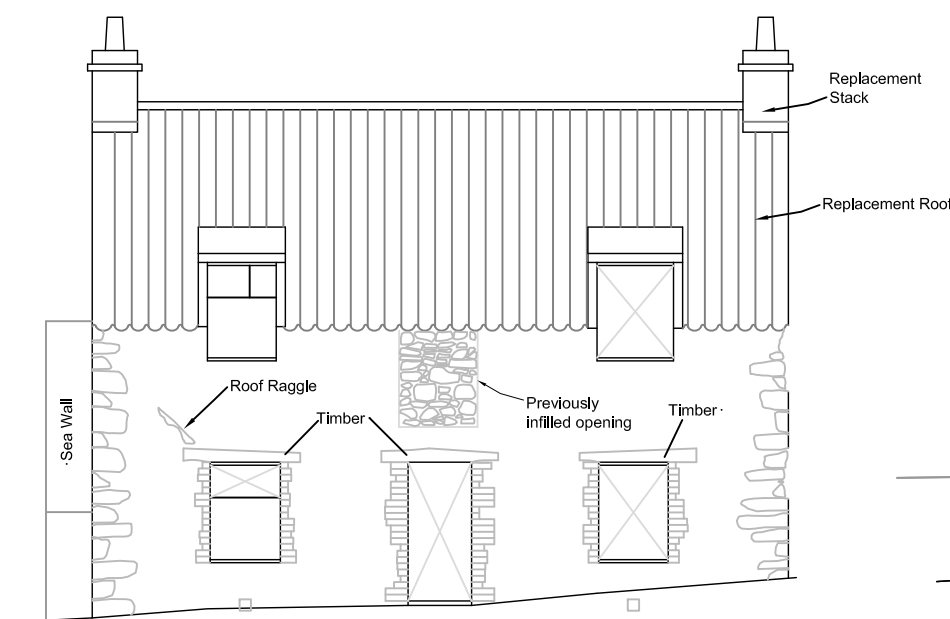 Replacement
Stack
Replacement Roof
Roof Raggle
Timber
Previously
infilled opening
Timber
Sea Wall